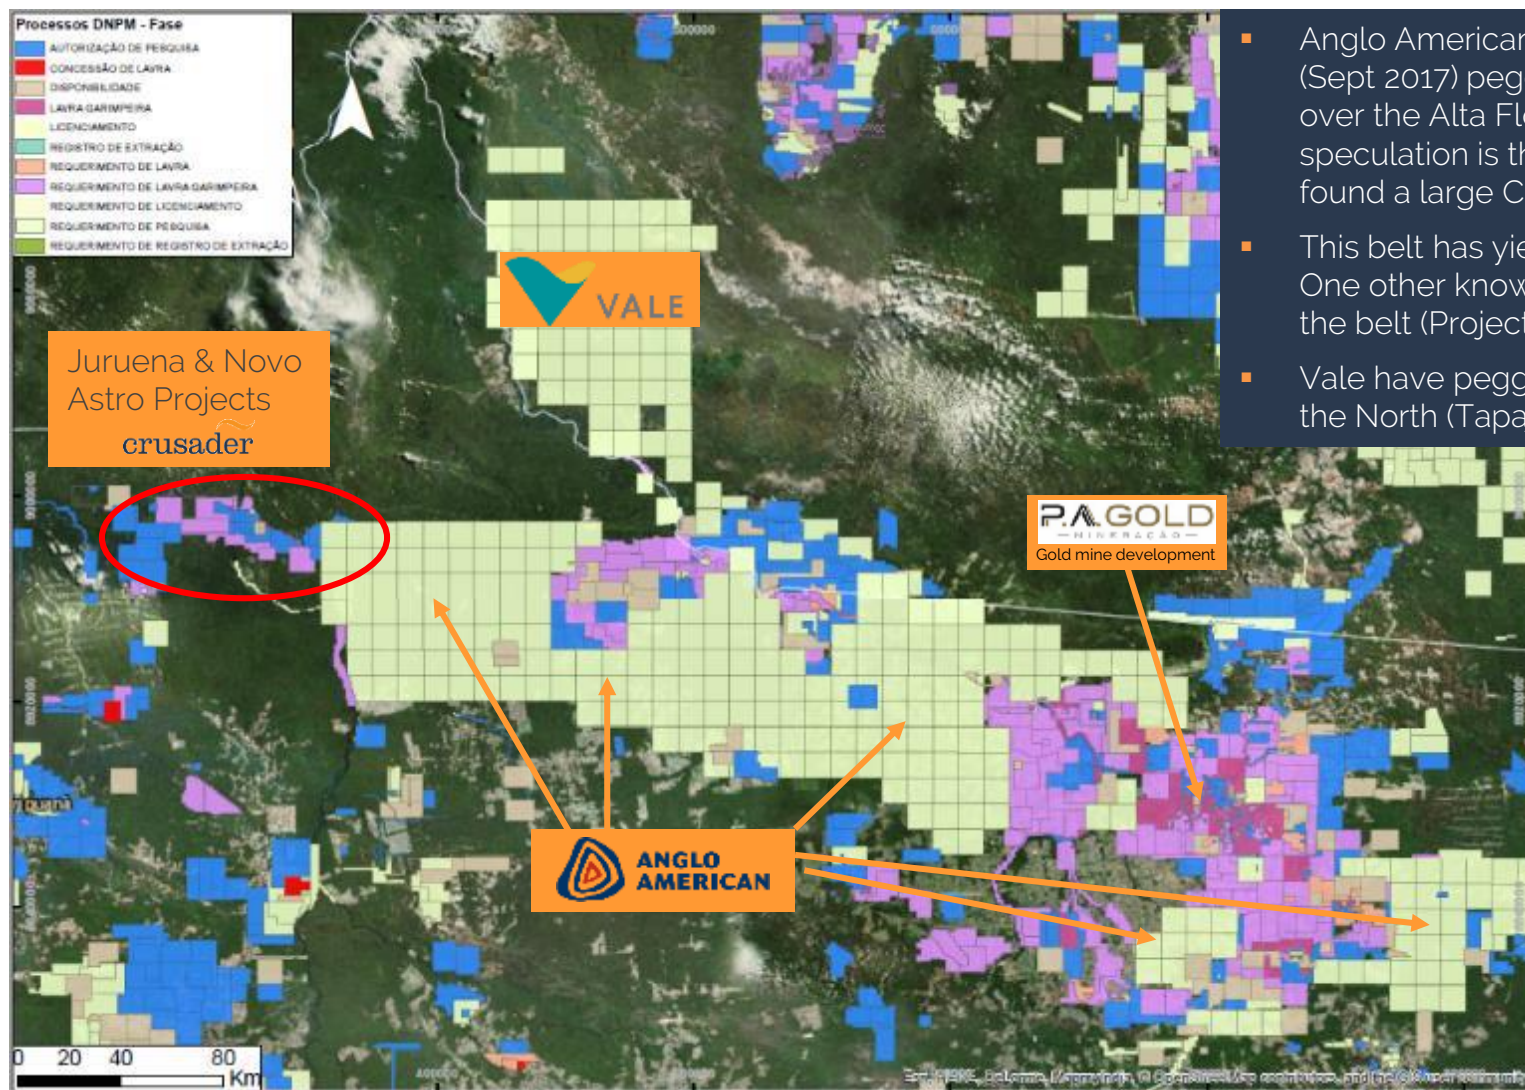 Processos DNPM - Fase
AUTORIZAÇÃO DE PESQUISA
CONCESSÃO DE LAVRA
DISPONIBILIDADE
LAVRA GARIMPEIRA
LICENCIAMENTO
REGISTRO DE EXTRAÇÃO
REQUERIMENTO DE LAVRA
REQUERIMENTO DE LAVRA GARIMPEIRA
REQUERIMENTO DE LICENCIAMENTO
REQUERIMENTO DE PESQUISA
REQUERIMENTO DE REGISTRO DE EXTRAÇÃO
▪ Anglo American
(Sept 2017) peg
over the Alta Fl
speculation is th
found a large C
▪ This belt has yie
One other know
the belt (Project
▪ Vale have pegg
the North (Tapa
VALE
Juruena & Novo
Astro Projects
crusader
P.A.GOLD
MINERAÇÃO
Gold mine development
ANGLO
AMERICAN
0 20 40 80
Km